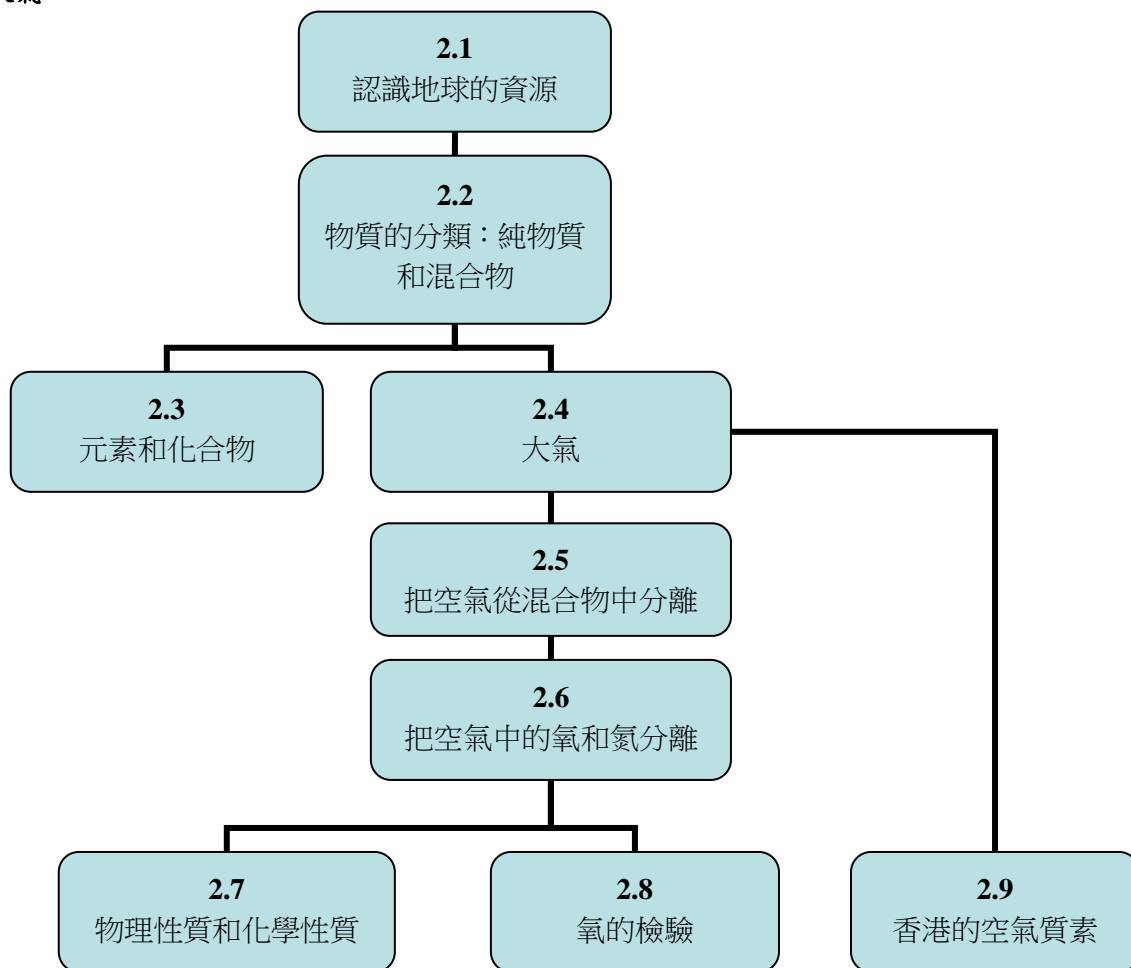 2.1
認識地球的資源
2.2
物質的分類：純物質
和混合物
2.3
元素和化合物
2.4
大氣
2.5
把空氣從混合物中分離
2.6
把空氣中的氧和氮分離
2.7
物理性質和化學性質
2.8
氧的檢驗
2.9
香港的空氣質素